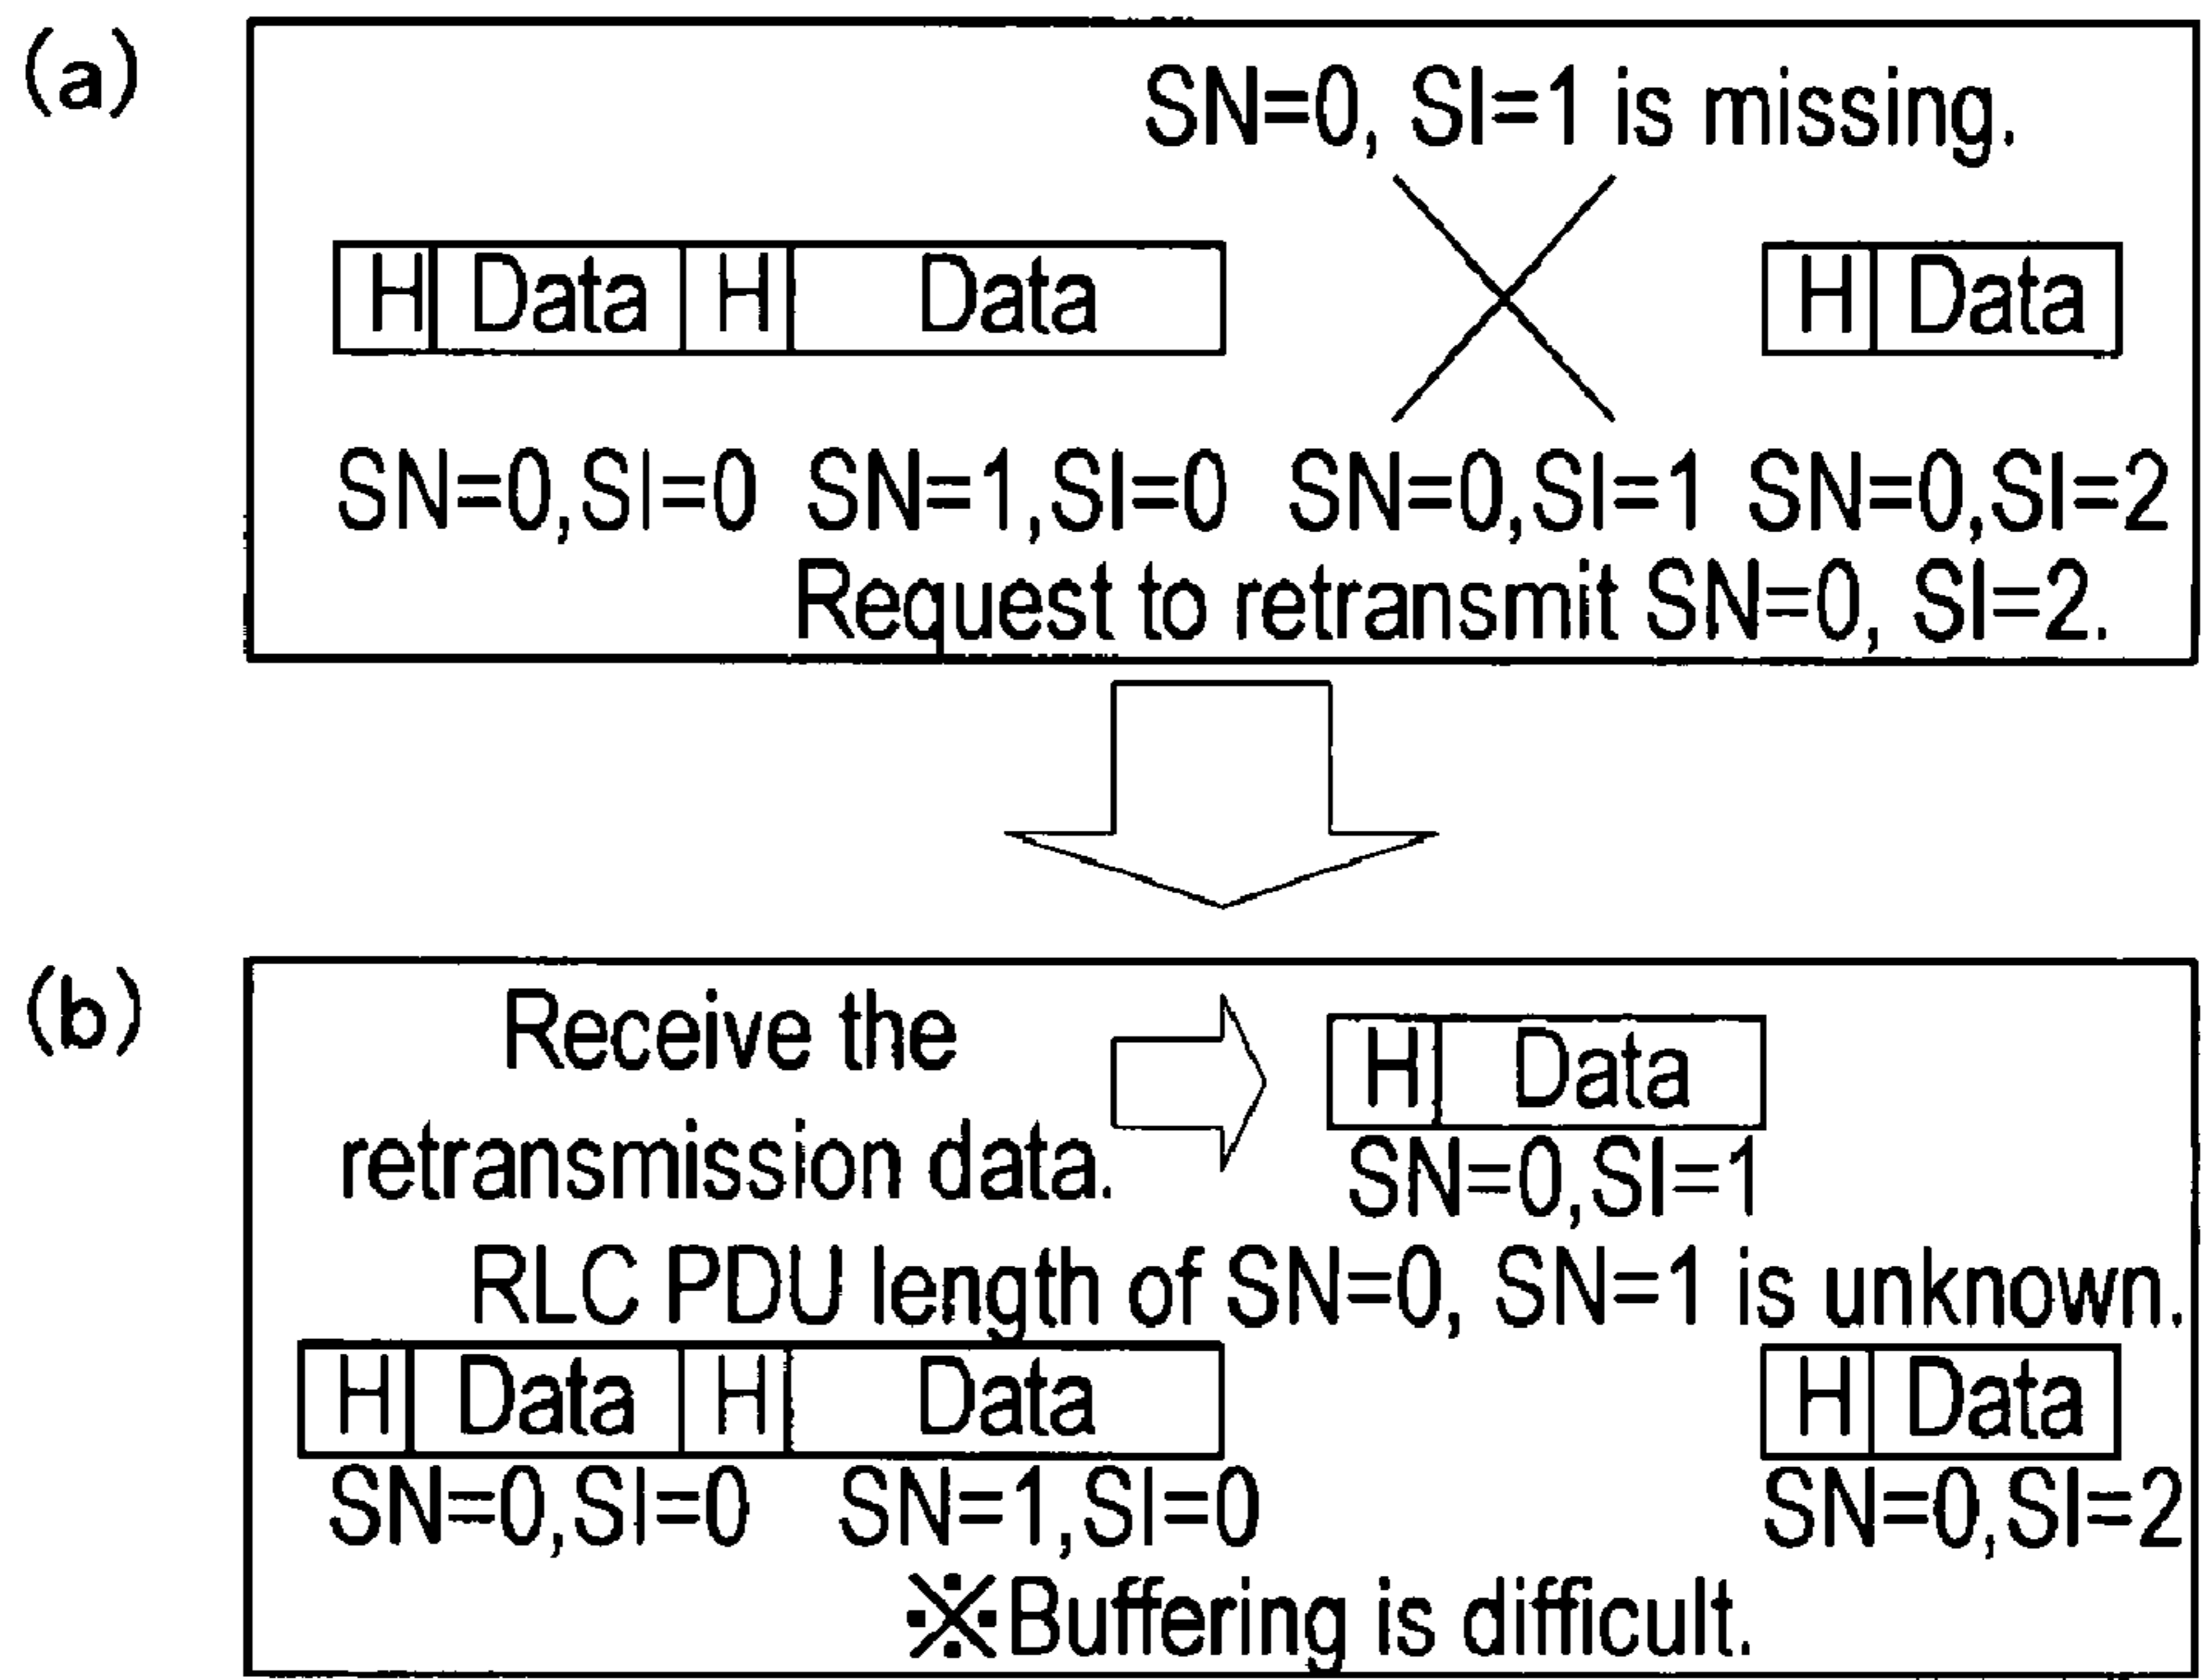 (a)
SN=0, SI=1 is missing.
H Data H Data H Data
SN=0,SI=0 SN=1,SI=0 SN=0,SI=1 SN=0,SI=2
Request to retransmit SN=0, SI=2.
(b)
Receive the
retransmission data.
H Data
SN=0,SI=1
RLC PDU length of SN=0, SN=1 is unknown.
H Data H Data H Data
SN=0,SI=0 SN=1,SI=0 SN=0,SI=2
※Buffering is difficult.